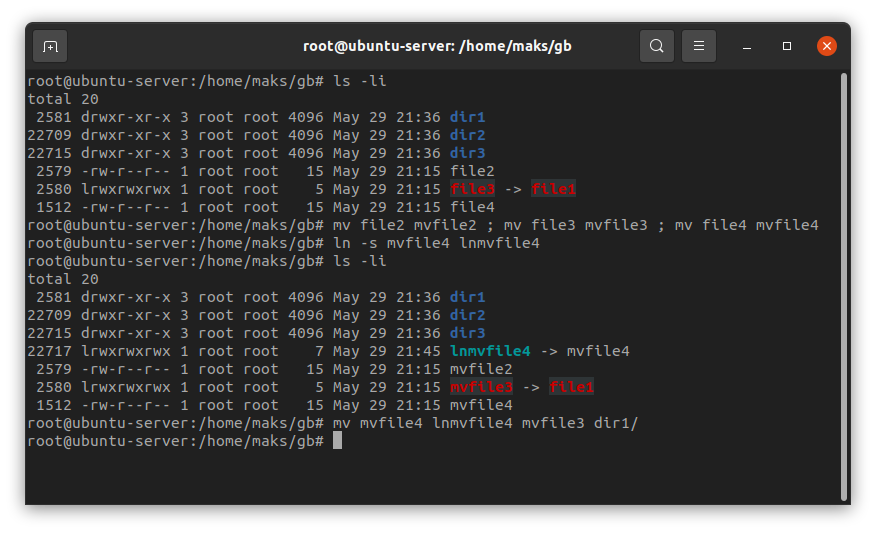 root@ubuntu-server: /home/maks/gb
root@ubuntu-server:/home/maks/gb# ls -li
total 20
 2581 drwxr-xr-x 3 root root 4096 May 29 21:36 dir1
22709 drwxr-xr-x 3 root root 4096 May 29 21:36 dir2
22715 drwxr-xr-x 3 root root 4096 May 29 21:36 dir3
 2579 -rw-r--r-- 1 root root   15 May 29 21:15 file2
 2580 lrwxrwxrwx 1 root root    5 May 29 21:15 file3 -> file1
 1512 -rw-r--r-- 1 root root   15 May 29 21:15 file4
root@ubuntu-server:/home/maks/gb# mv file2 mvfile2 ; mv file3 mvfile3 ; mv file4 mvfile4
root@ubuntu-server:/home/maks/gb# ln -s mvfile4 lnmvfile4
root@ubuntu-server:/home/maks/gb# ls -li
total 20
 2581 drwxr-xr-x 3 root root 4096 May 29 21:36 dir1
22709 drwxr-xr-x 3 root root 4096 May 29 21:36 dir2
22715 drwxr-xr-x 3 root root 4096 May 29 21:36 dir3
22717 lrwxrwxrwx 1 root root    7 May 29 21:45 lnmvfile4 -> mvfile4
 2579 -rw-r--r-- 1 root root   15 May 29 21:15 mvfile2
 2580 lrwxrwxrwx 1 root root    5 May 29 21:15 mvfile3 -> file1
 1512 -rw-r--r-- 1 root root   15 May 29 21:15 mvfile4
root@ubuntu-server:/home/maks/gb# mv mvfile4 lnmvfile4 mvfile3 dir1/
root@ubuntu-server:/home/maks/gb#